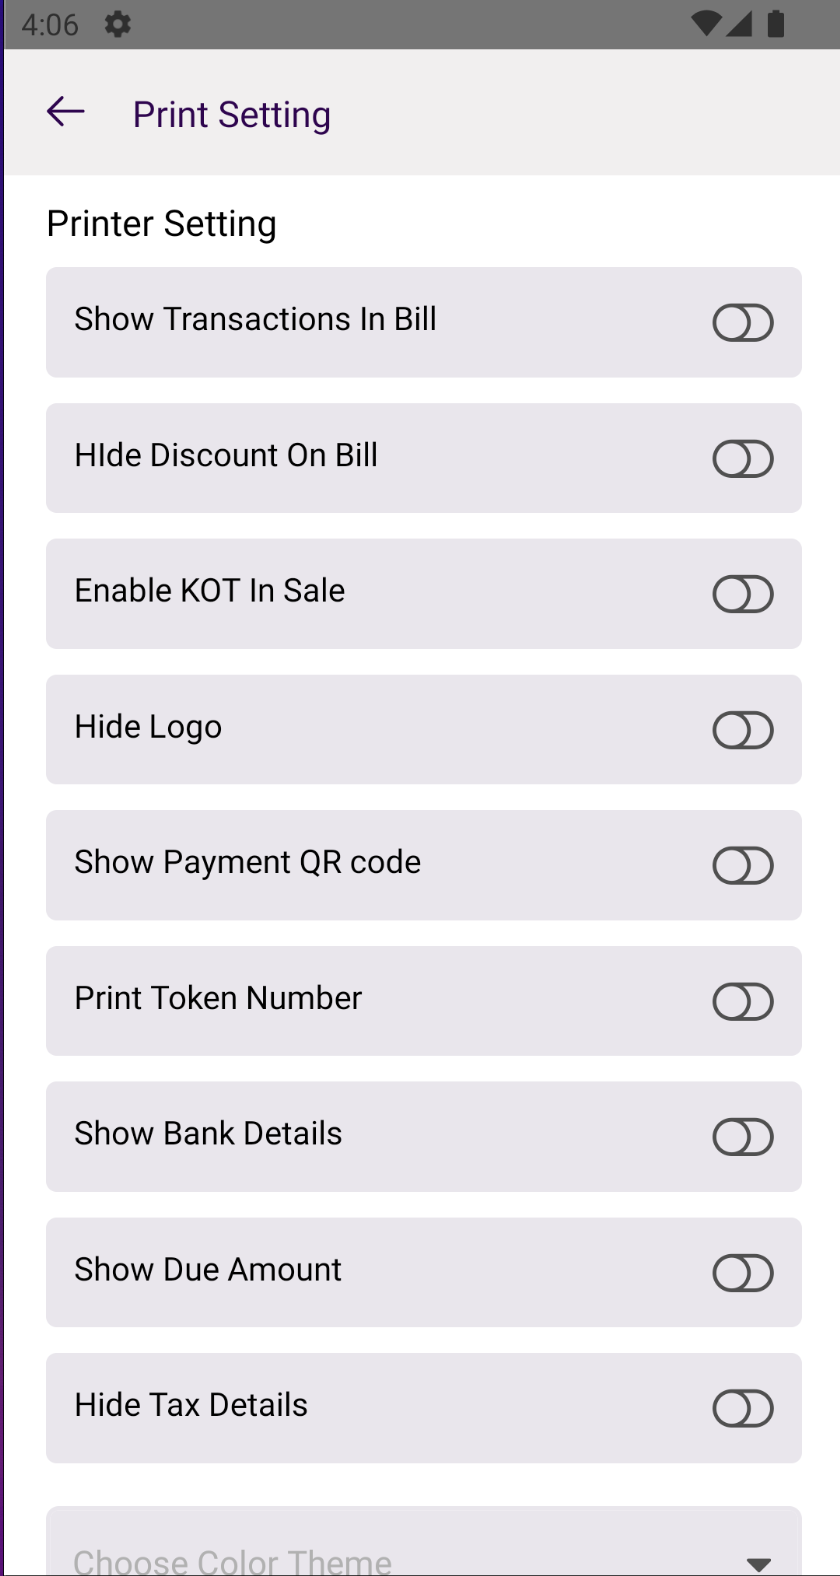 4:06
Print Setting
Printer Setting
Show Transactions In Bill
HIde Discount On Bill
Enable KOT In Sale
Hide Logo
Show Payment QR code
Print Token Number
Show Bank Details
Show Due Amount
Hide Tax Details
Choose Color Theme